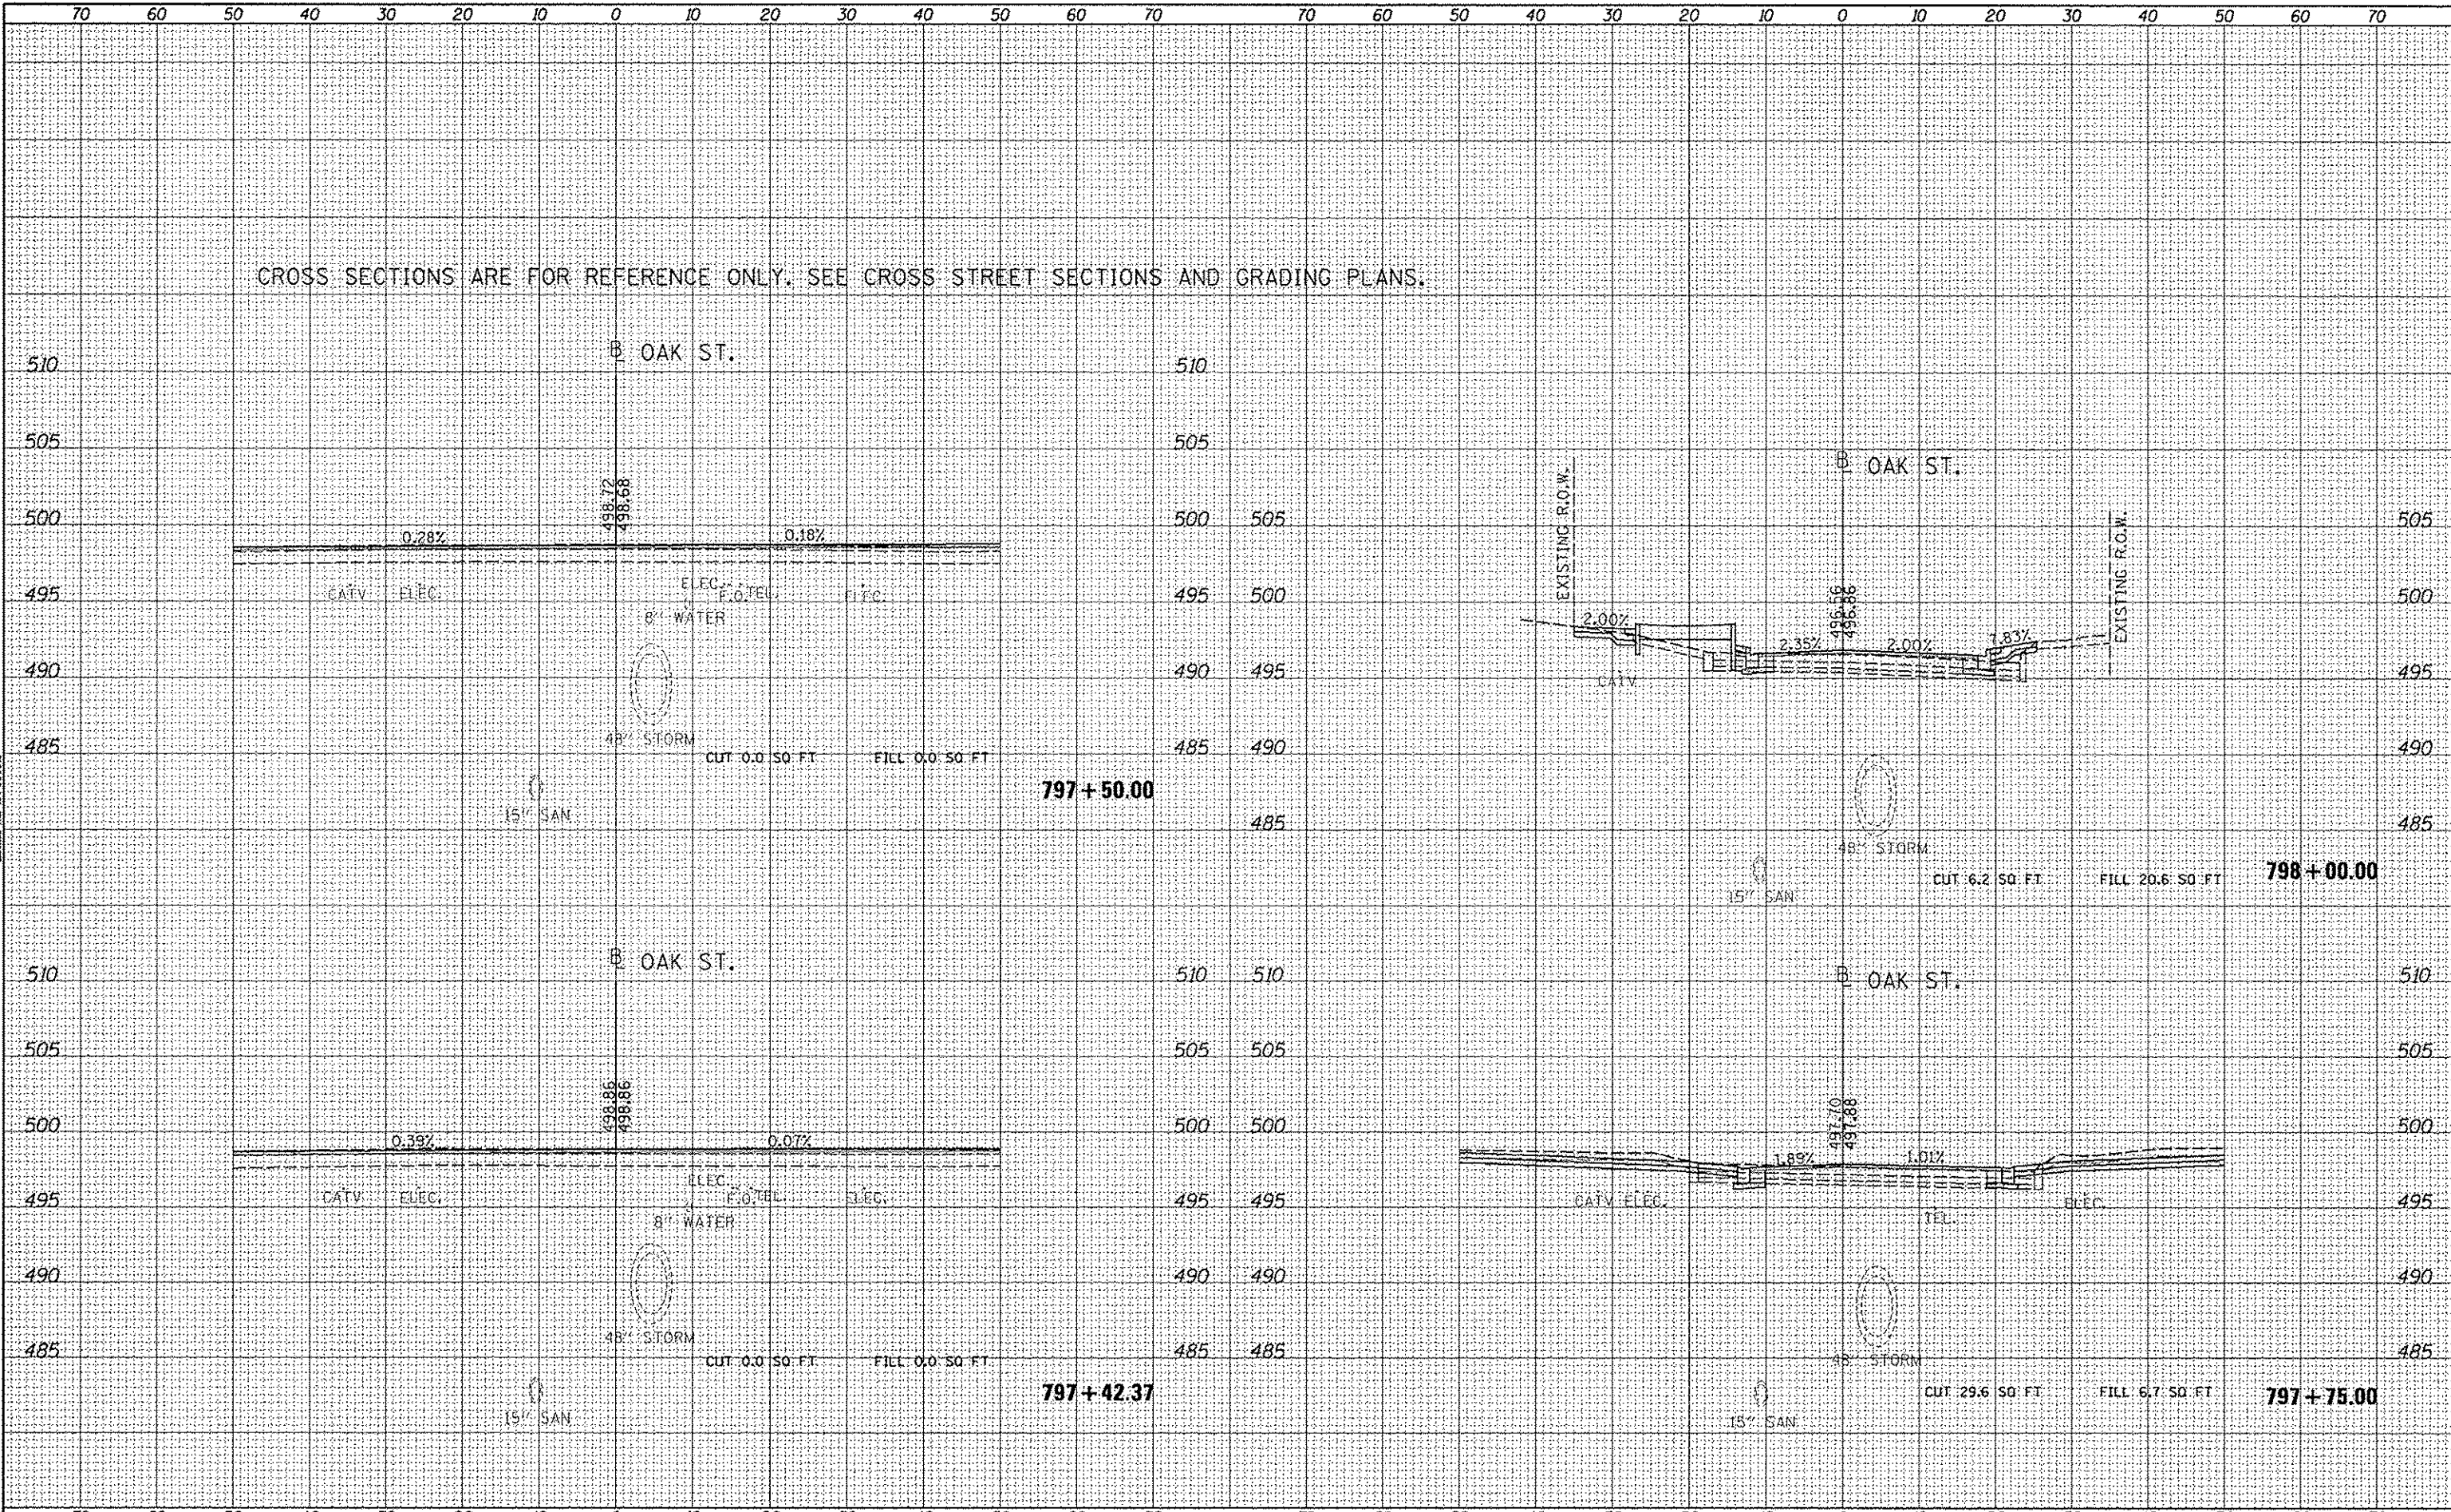 70 60 50 40 30 20 10 0 10 20 30 40 50 60 70 70 60 50 40 30 20 10 0 10 20 30 40 50 60 70
CROSS SECTIONS ARE FOR REFERENCE ONLY. SEE CROSS STREET SECTIONS AND GRADING PLANS.
B OAK ST.
510 510
505 505
498.72
498.68
500 500
0.28% 0.18%
495 495
CATV ELEC. ELEC. F.O. TEL. ELEC.
8" WATER
490 490
48" STORM
485 485
CUT 0.0 SQ FT FILL 0.0 SQ FT
797+50.00
15" SAN
B OAK ST.
510 510
505 505
498.86
498.86
500 500
0.39% 0.07%
495 495
CATV ELEC. ELEC. F.O. TEL. ELEC.
8" WATER
490 490
48" STORM
485 485
CUT 0.0 SQ FT FILL 0.0 SQ FT
797+42.37
15" SAN
B OAK ST.
EXISTING R.O.W.
EXISTING R.O.W.
505 505
496.56
496.86
500 500
2.00% 2.35% 2.00% 7.83%
495 495
CATV
490 490
485 485
48" STORM
CUT 6.2 SQ FT FILL 20.6 SQ FT
798+00.00
15" SAN
B OAK ST.
510 510
505 505
497.70
497.88
500 500
1.89% 1.01%
495 495
CATV ELEC. TEL. ELEC.
490 490
485 485
48" STORM
CUT 29.6 SQ FT FILL 6.7 SQ FT
797+75.00
15" SAN